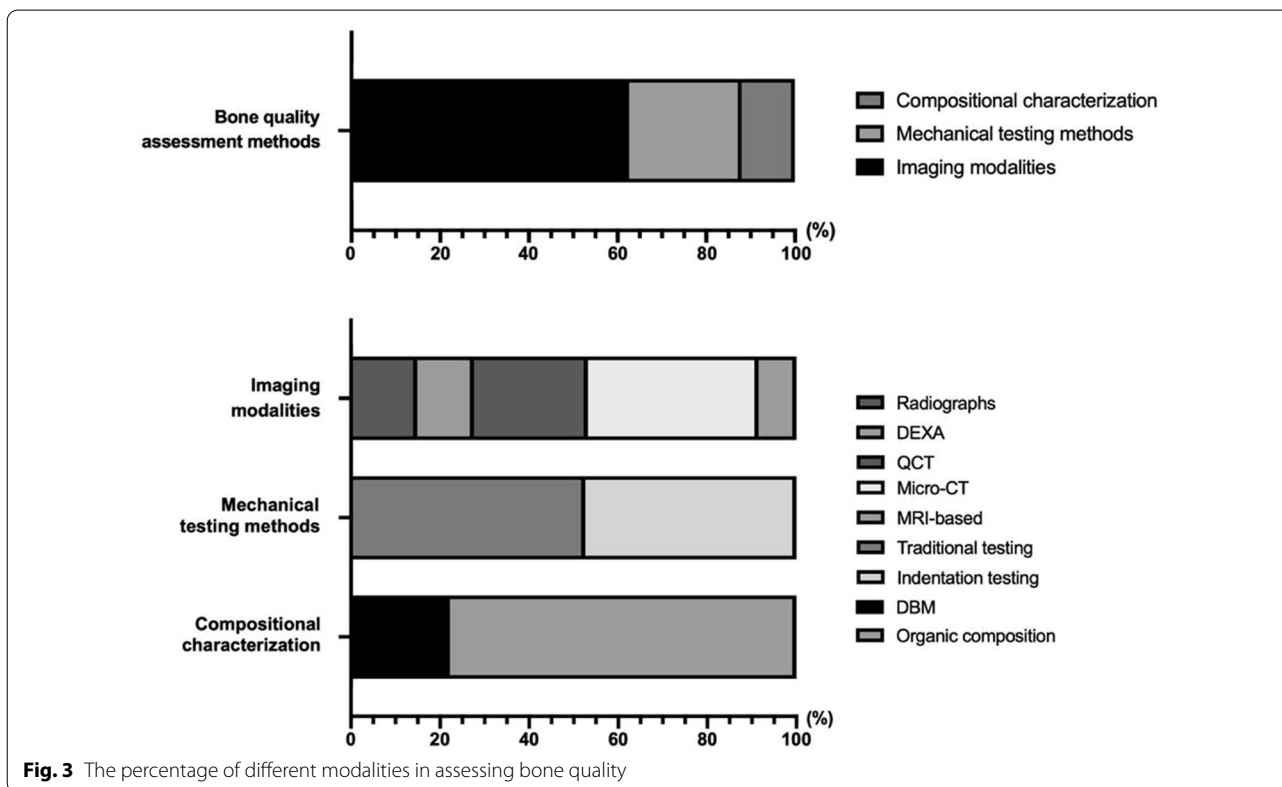 Bone quality
assessment methods
Compositional characterization
Mechanical testing methods
Imaging modalities
(%)
0 20 40 60 80 100
Imaging
modalities
Mechanical
testing methods
Compositional
characterization
Radiographs
DEXA
QCT
Micro-CT
MRI-based
Traditional testing
Indentation testing
DBM
Organic composition
(%)
0 20 40 60 80 100
Fig. 3 The percentage of different modalities in assessing bone quality